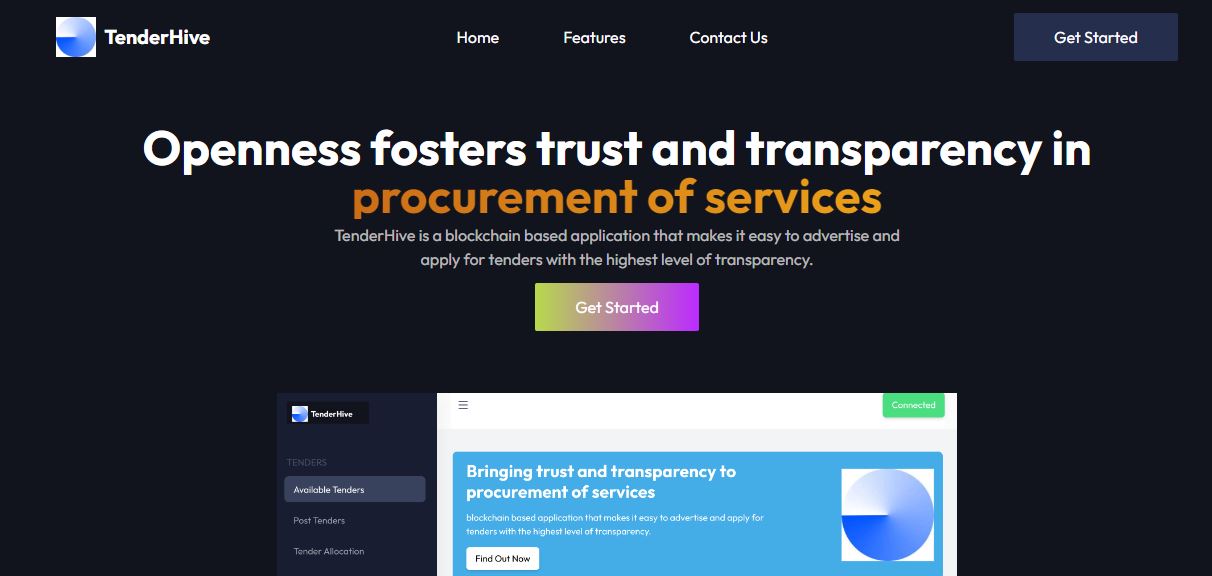 TenderHive
Home
Features
Contact Us
Get Started
Openness fosters trust and transparency in
procurement of services
TenderHive is a blockchain based application that makes it easy to advertise and
apply for tenders with the highest level of transparency.
Get Started
TenderHive
Connected
TENDERS
Available Tenders
Post Tenders
Tender Allocation
Bringing trust and transparency to
procurement of services
blockchain based application that makes it easy to advertise and apply for
tenders with the highest level of transparency.
Find Out Now